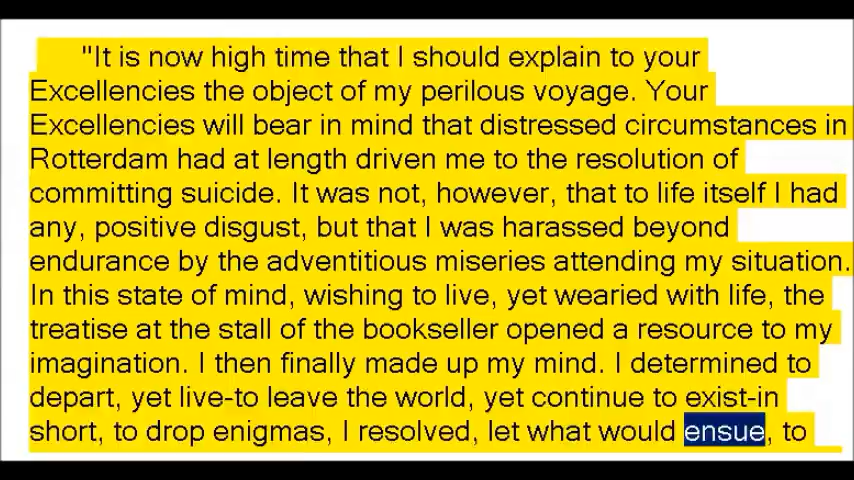 "It is now high time that I should explain to your
Excellencies the object of my perilous voyage. Your
Excellencies will bear in mind that distressed circumstances in
Rotterdam had at length driven me to the resolution of
committing suicide. It was not, however, that to life itself I had
any, positive disgust, but that I was harassed beyond
endurance by the adventitious miseries attending my situation.
In this state of mind, wishing to live, yet wearied with life, the
treatise at the stall of the bookseller opened a resource to my
imagination. I then finally made up my mind. I determined to
depart, yet live-to leave the world, yet continue to exist-in
short, to drop enigmas, I resolved, let what would ensue, to